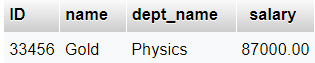 ID name dept_name salary
33456 Gold Physics 87000.00